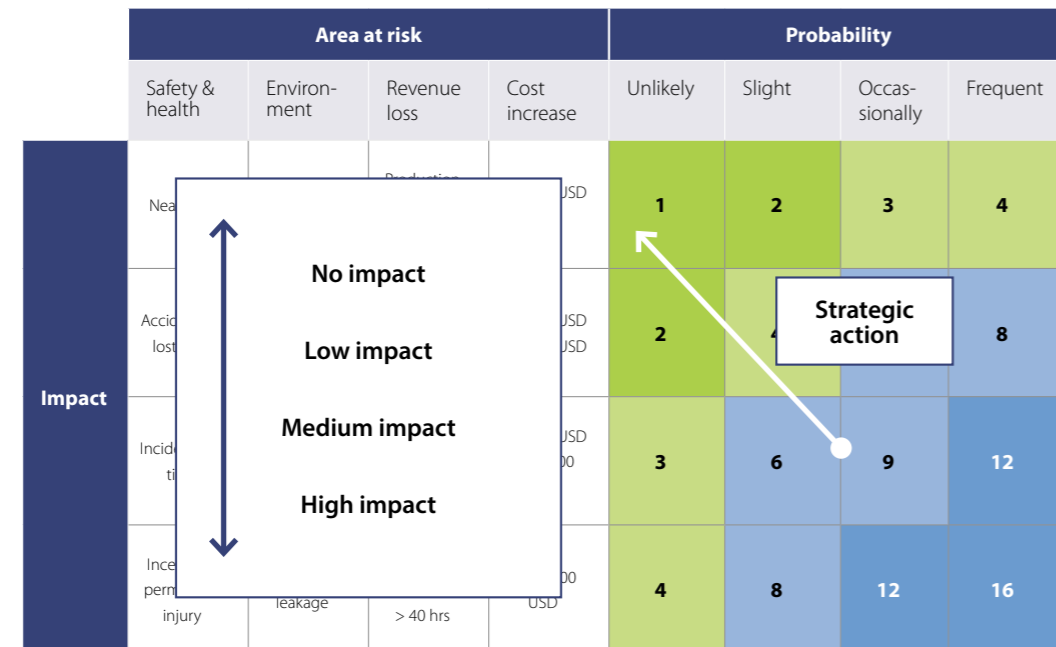 Area at risk
Probability
Safety &
health
Environ-
ment
Revenue
loss
Cost
increase
Unlikely
Slight
Occas-
sionally
Frequent
Impact
USD
1
2
3
4
No impact
Low impact
Medium impact
High impact
USD
USD
2
4
Strategic
action
8
USD
3
6
9
12
injury
leakage
> 40 hrs
USD
4
8
12
16